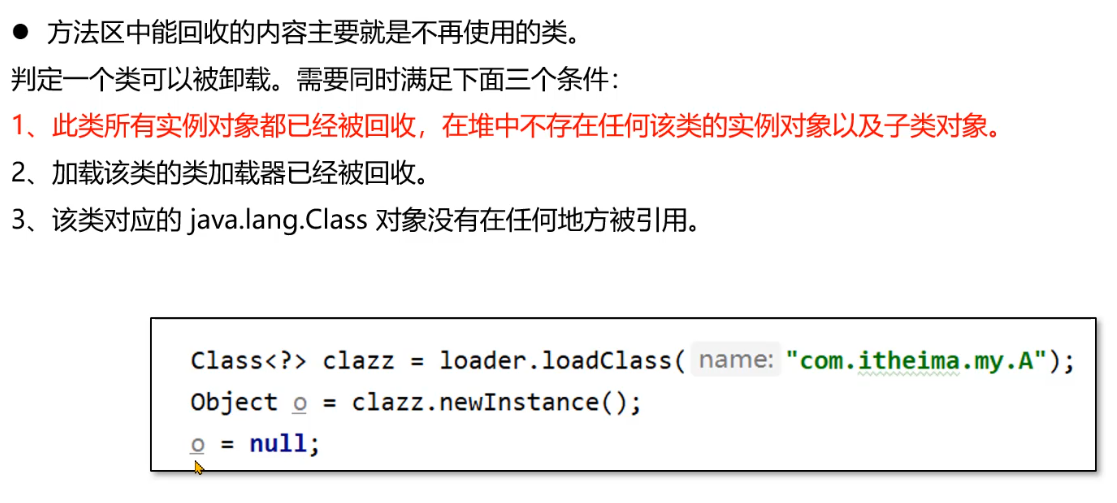 ● 方法区中能回收的内容主要就是不再使用的类。
判定一个类可以被卸载。需要同时满足下面三个条件：
1、此类所有实例对象都已经被回收，在堆中不存在任何该类的实例对象以及子类对象。
2、加载该类的类加载器已经被回收。
3、该类对应的 java.lang.Class 对象没有在任何地方被引用。
Class<?> clazz = loader.loadClass( name: "com.itheima.my.A");
Object o = clazz.newInstance();
o = null;